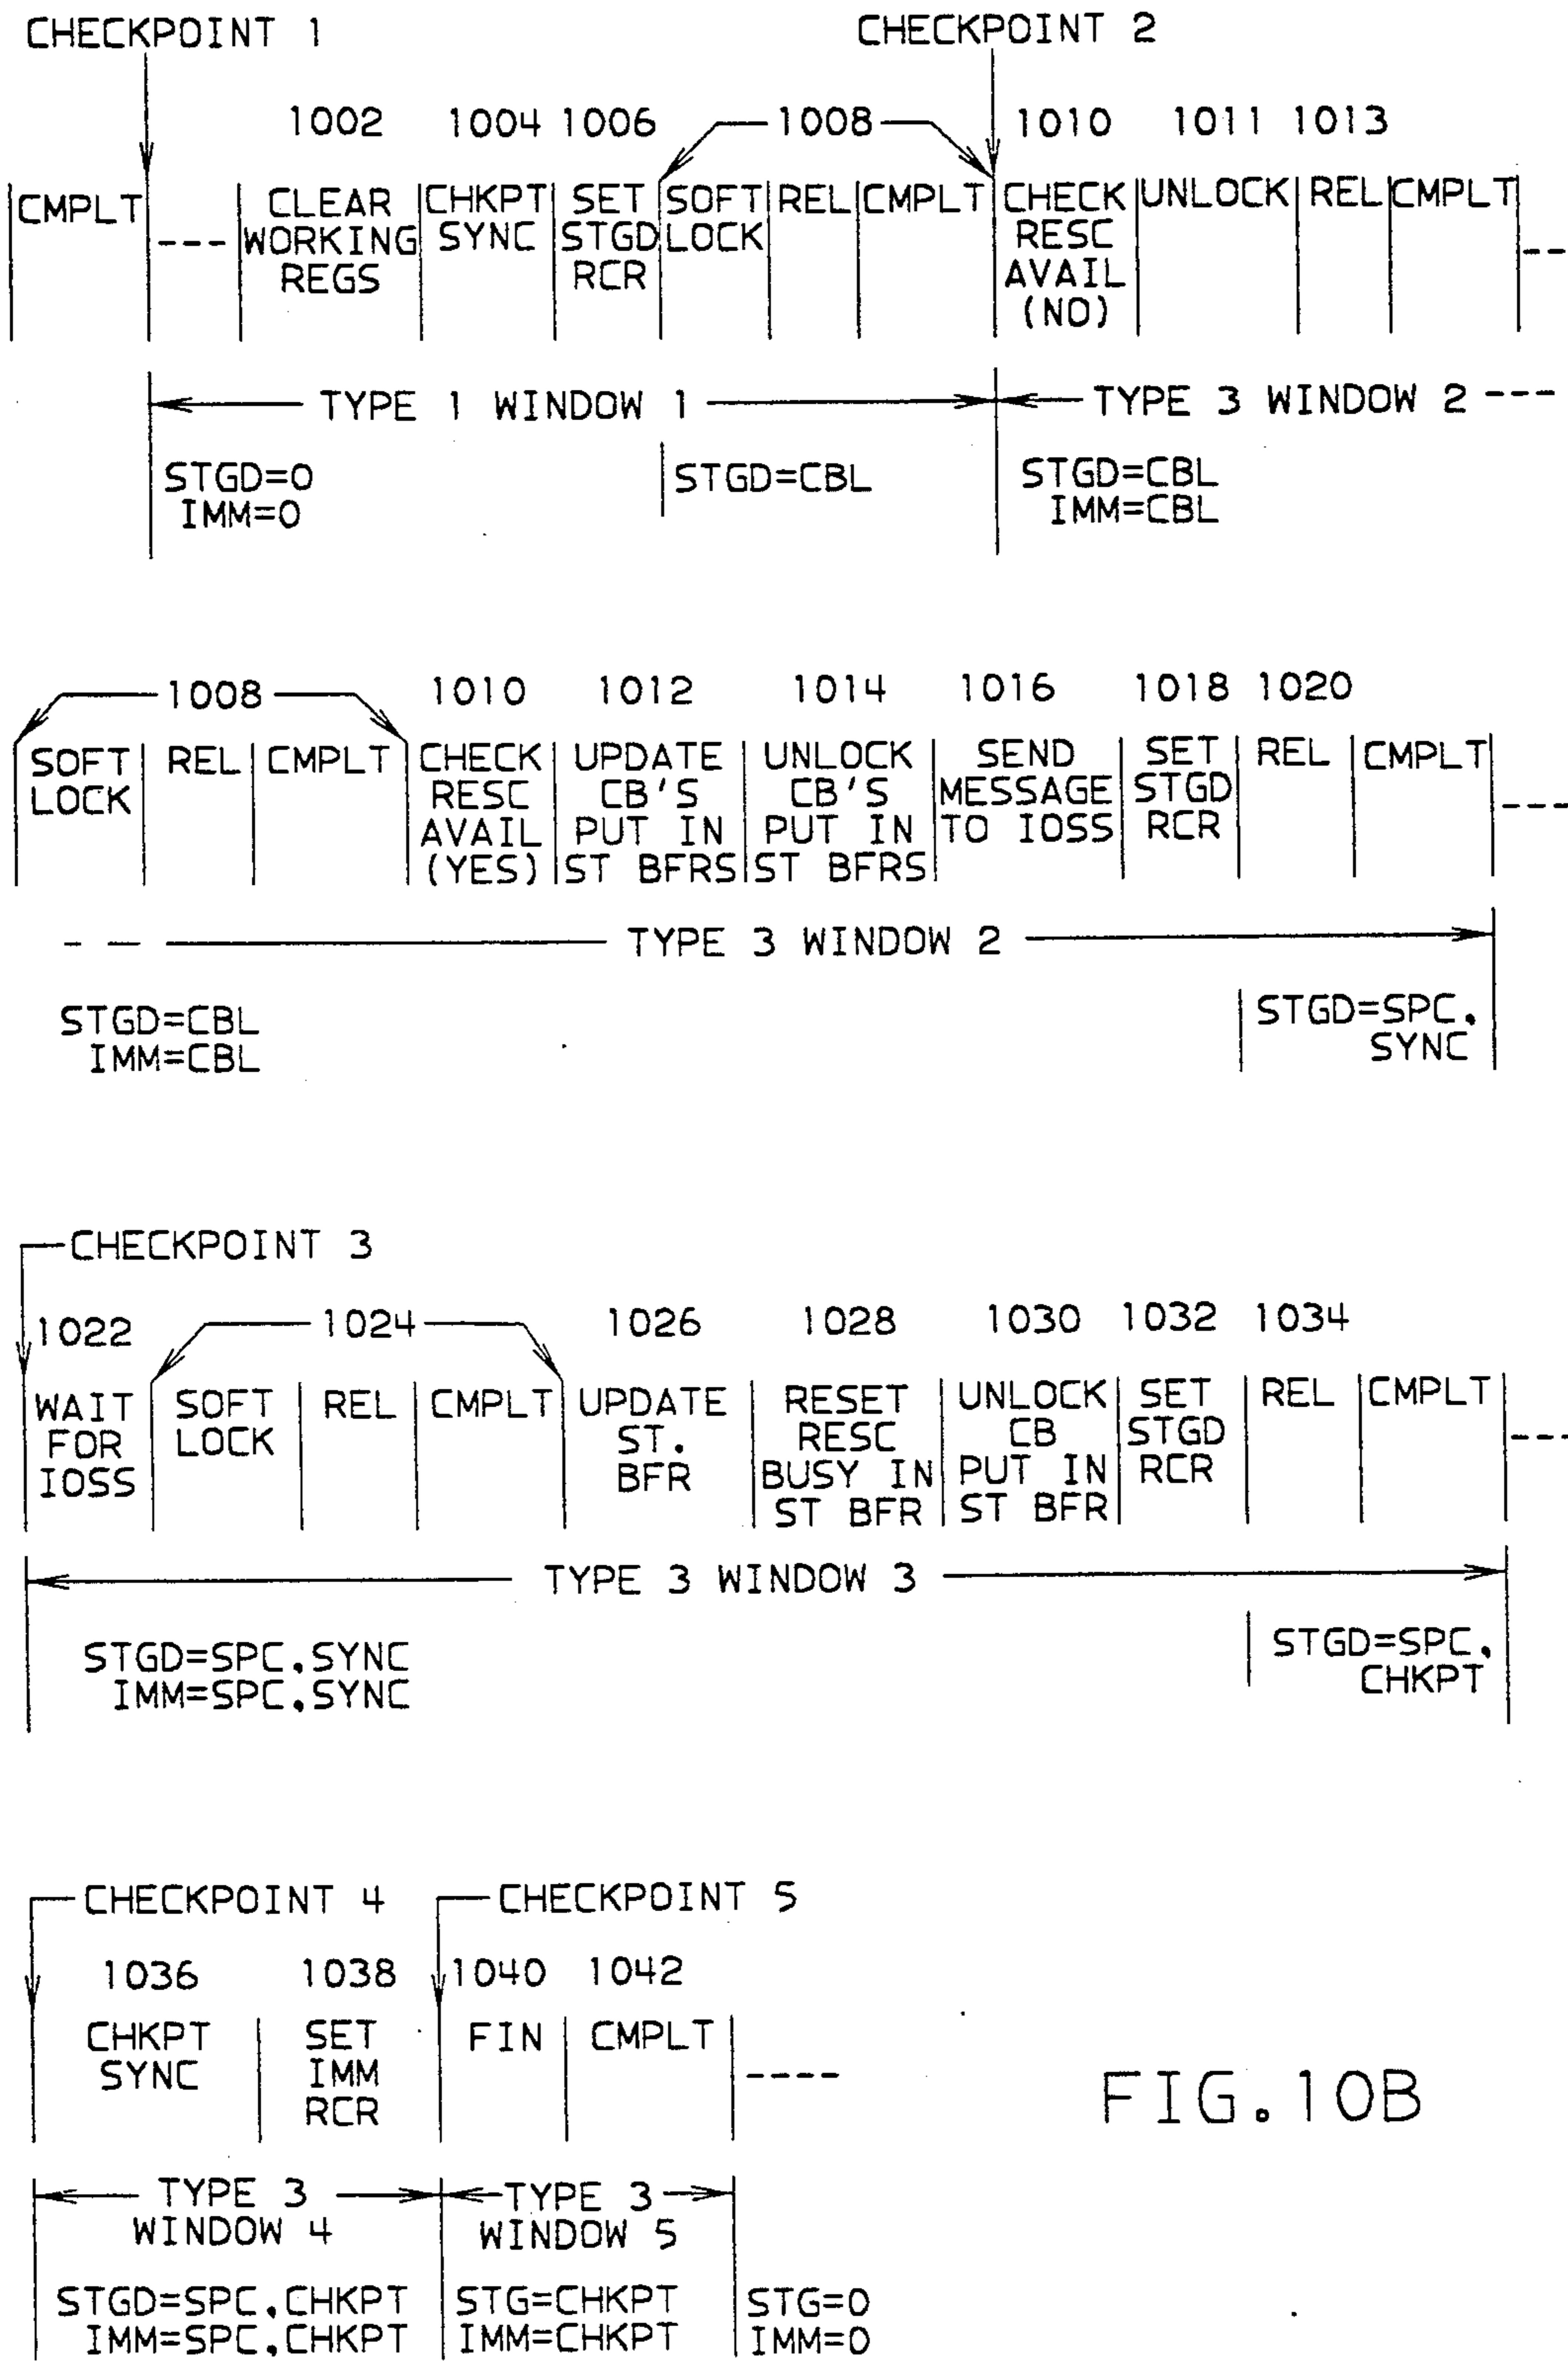 CHECKPOINT 1 CHECKPOINT 2
1002 1004 1006 1008 1010 1011 1013
CMPLT --- CLEAR CHKPT SET SOFT REL CMPLT CHECK UNLOCK REL CMPLT
WORKING SYNC STGD LOCK RESC ---
REGS RCR AVAIL
(NO)
TYPE 1 WINDOW 1 TYPE 3 WINDOW 2 ---
STGD=0 STGD=CBL STGD=CBL
IMM=0 IMM=CBL
1008 1010 1012 1014 1016 1018 1020
SOFT REL CMPLT CHECK UPDATE UNLOCK SEND SET REL CMPLT
LOCK RESC CB'S CB'S MESSAGE STGD ---
AVAIL PUT IN PUT IN TO IOSS RCR
(YES) ST BFRS ST BFRS
- - TYPE 3 WINDOW 2
STGD=CBL STGD=SPC.
IMM=CBL SYNC
CHECKPOINT 3
1022 1024 1026 1028 1030 1032 1034
WAIT SOFT REL CMPLT UPDATE RESET UNLOCK SET REL CMPLT
FOR LOCK ST. RESC CB STGD ---
IOSS BFR BUSY IN PUT IN RCR
ST BFR ST BFR
TYPE 3 WINDOW 3
STGD=SPC.SYNC STGD=SPC.
IMM=SPC.SYNC CHKPT
CHECKPOINT 4 CHECKPOINT 5
1036 1038 1040 1042
CHKPT SET FIN CMPLT
SYNC IMM ----
RCR
FIG.10B
TYPE 3 TYPE 3
WINDOW 4 WINDOW 5
STGD=SPC.CHKPT STG=CHKPT STG=0
IMM=SPC.CHKPT IMM=CHKPT IMM=0